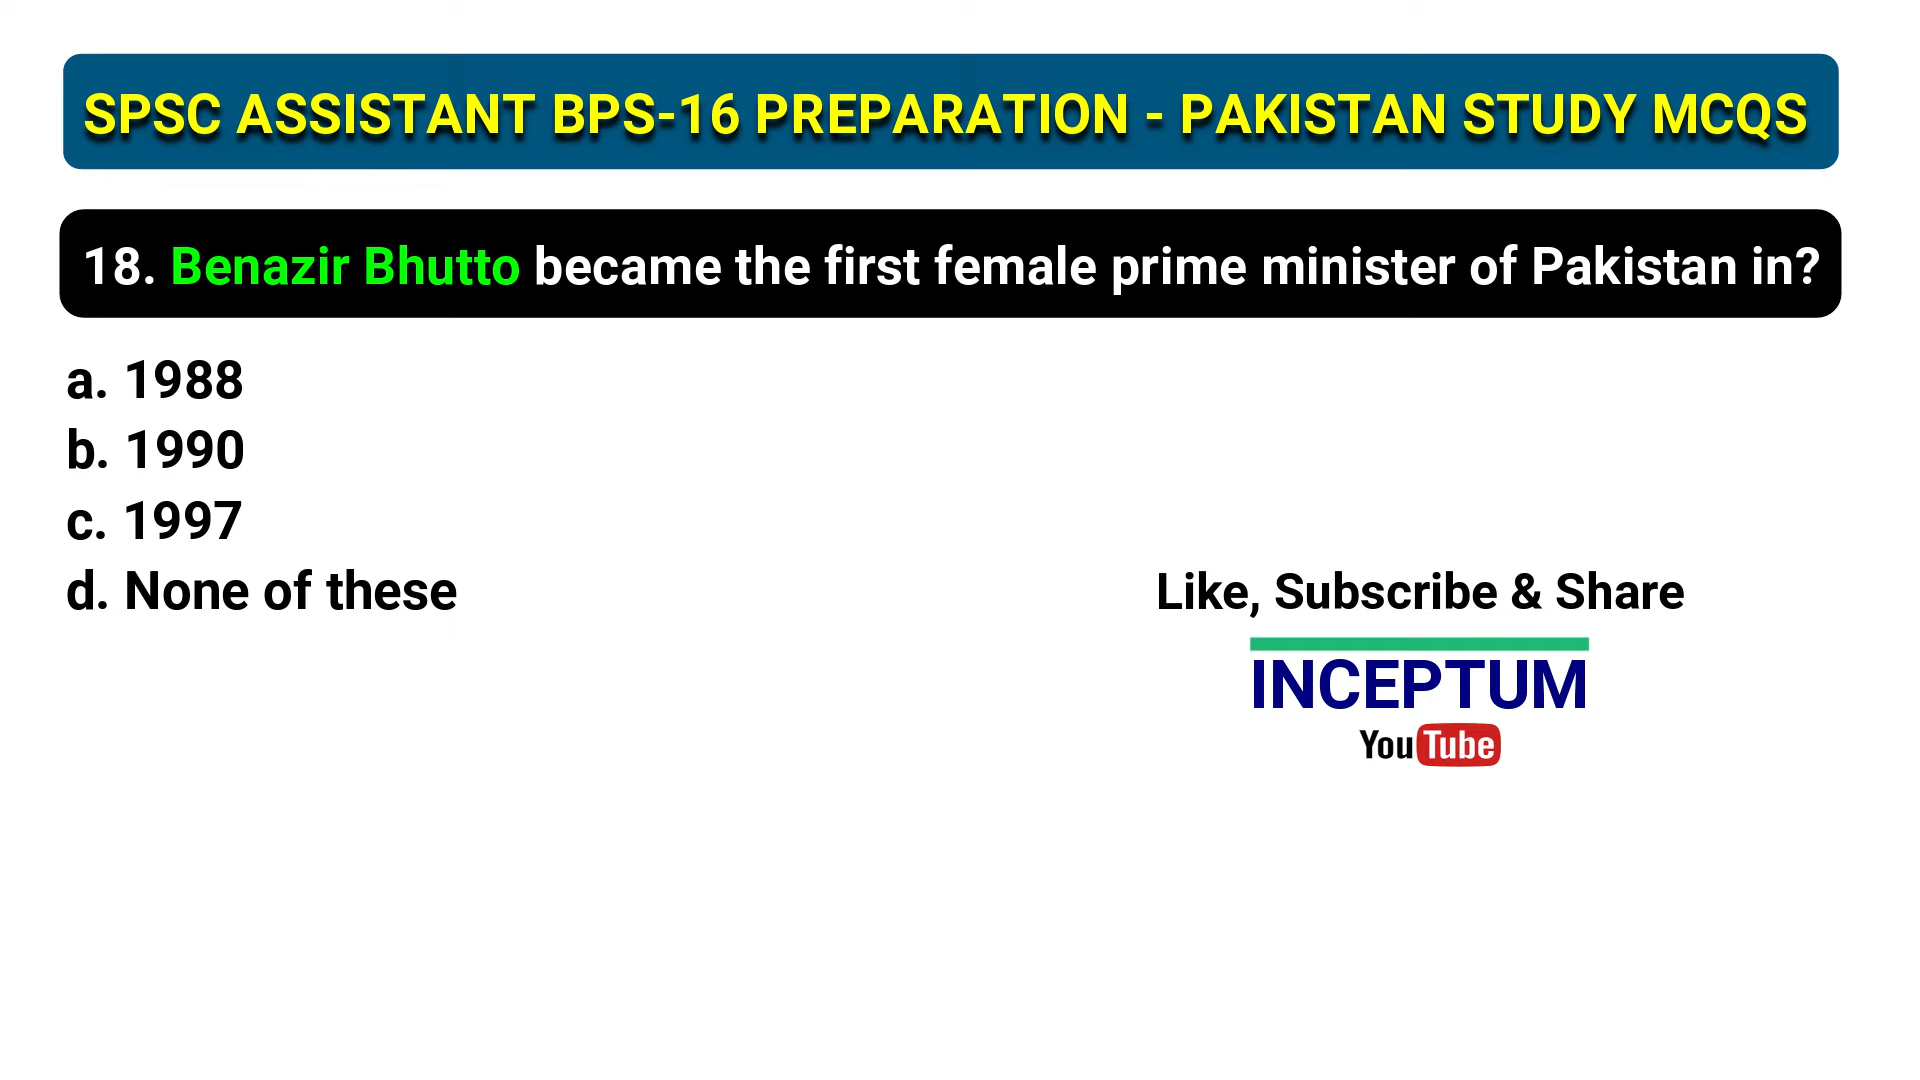 SPSC ASSISTANT BPS-16 PREPARATION - PAKISTAN STUDY MCQS
18. Benazir Bhutto became the first female prime minister of Pakistan in?
a. 1988
b. 1990
c. 1997
d. None of these
Like, Subscribe & Share
INCEPTUM
YouTube